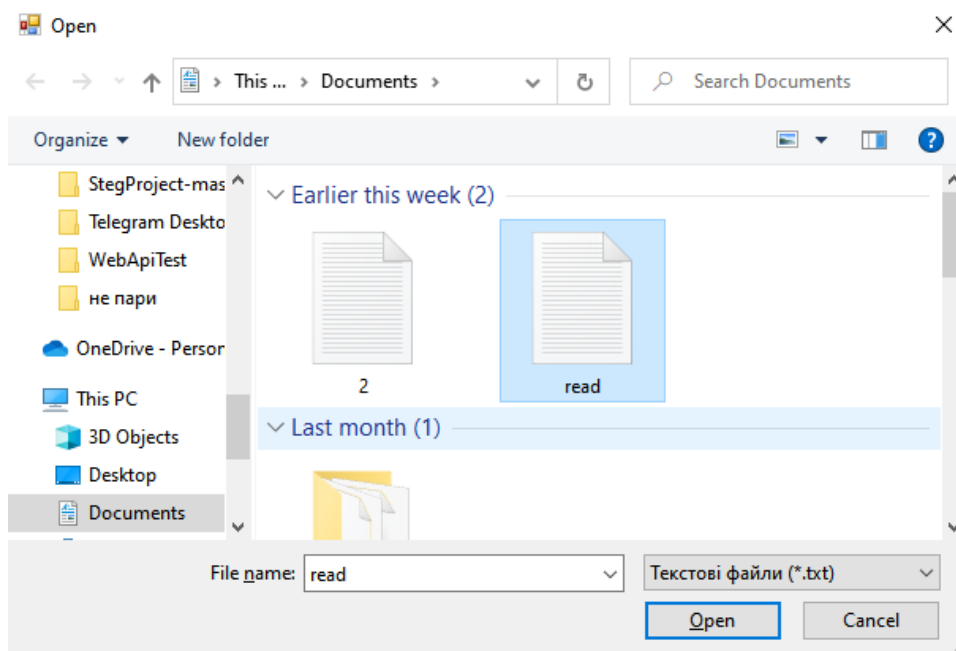 Open
This ... Documents
Search Documents
Organize
New folder
?
StegProject-mas
Telegram Deskto
WebApiTest
не пари
OneDrive - Person
This PC
3D Objects
Desktop
Documents
Earlier this week (2)
2
read
Last month (1)
File name:
read
Текстові файли (*.txt)
Open
Cancel